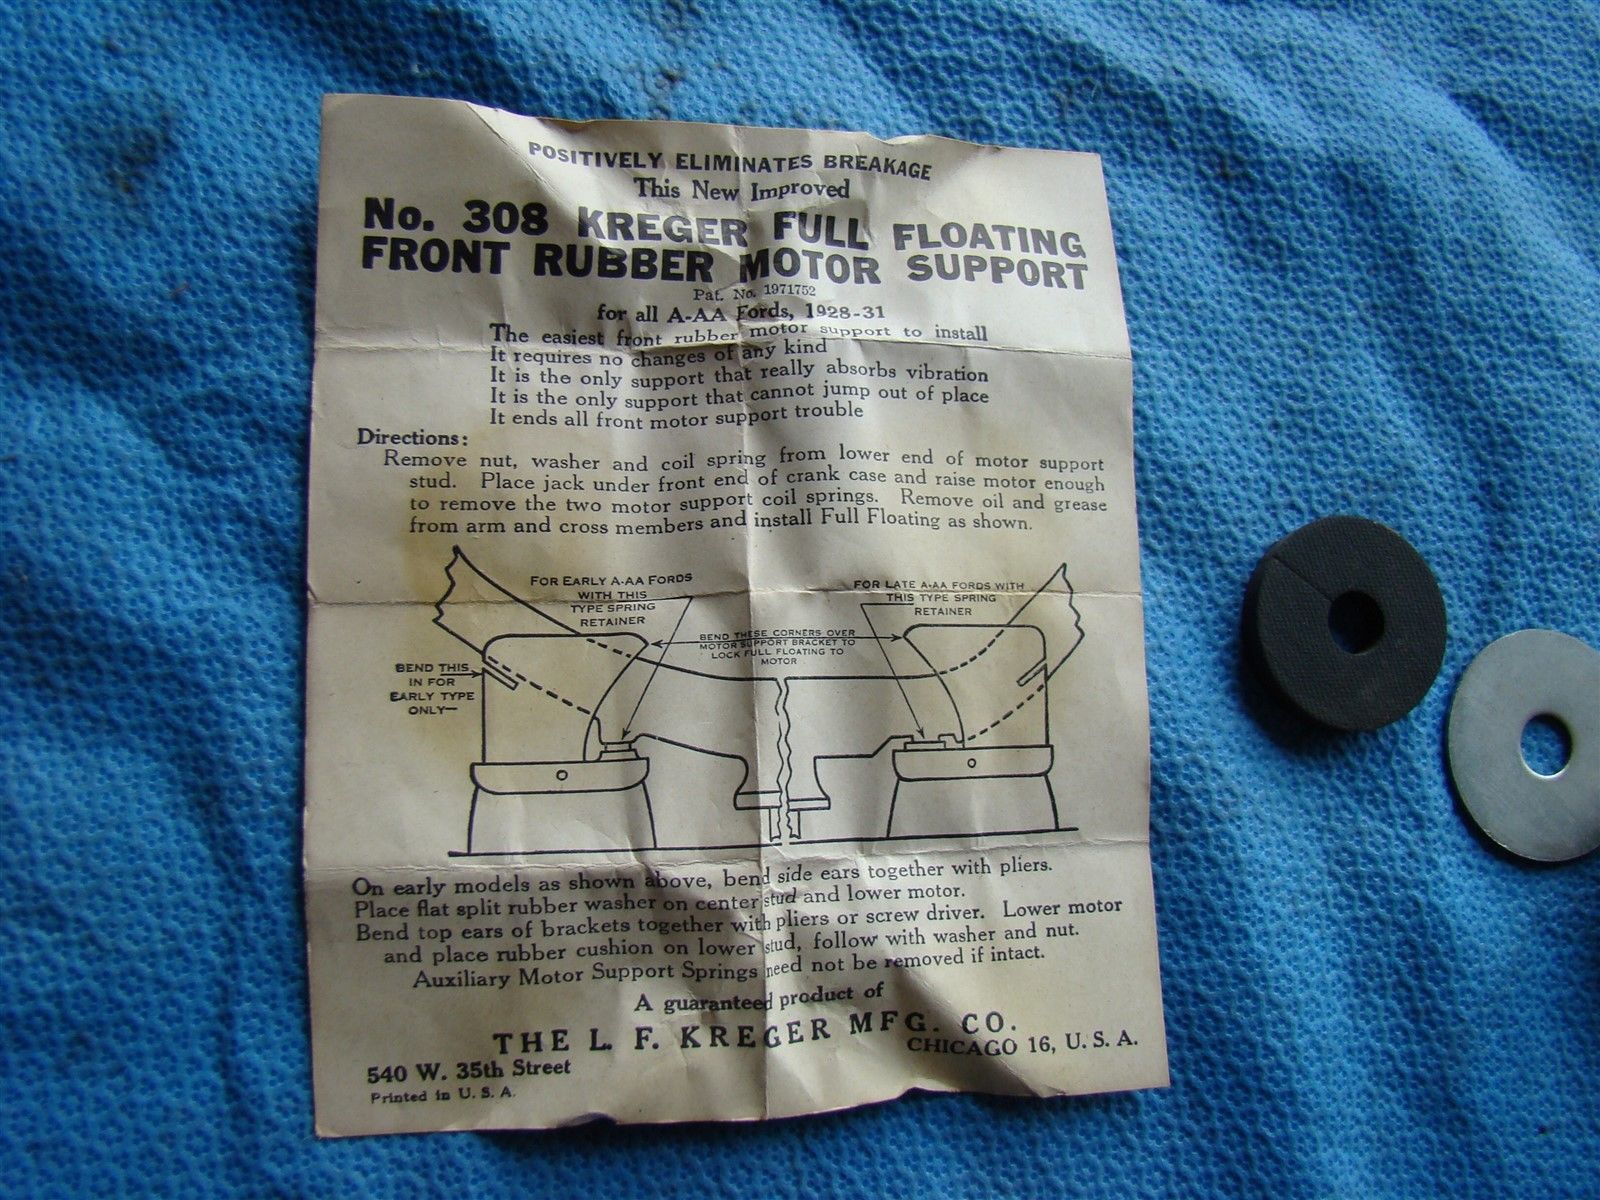 POSITIVELY ELIMINATES BREAKAGE
This New Improved
No. 308 KREGER FULL FLOATING
FRONT RUBBER MOTOR SUPPORT
Pat. No. 1971752
for all A-AA Fords, 1928-31
The easiest front rubber motor support to install
It requires no changes of any kind
It is the only support that really absorbs vibration
It is the only support that cannot jump out of place
It ends all front motor support trouble
Directions:
Remove nut, washer and coil spring from lower end of motor support
stud. Place jack under front end of crank case and raise motor enough
to remove the two motor support coil springs. Remove oil and grease
from arm and cross members and install Full Floating as shown.
FOR EARLY A-AA FORDS
WITH THIS
TYPE SPRING
RETAINER
FOR LATE A-AA FORDS WITH
THIS TYPE SPRING
RETAINER
BEND THESE CORNERS OVER
MOTOR SUPPORT BRACKET TO
LOCK FULL FLOATING TO
MOTOR
BEND THIS
IN FOR
EARLY TYPE
ONLY—
On early models as shown above, bend side ears together with pliers.
Place flat split rubber washer on center stud and lower motor.
Bend top ears of brackets together with pliers or screw driver. Lower motor
and place rubber cushion on lower stud, follow with washer and nut.
Auxiliary Motor Support Springs need not be removed if intact.
A guaranteed product of
THE L. F. KREGER MFG. CO.
540 W. 35th Street
CHICAGO 16, U. S. A.
Printed in U. S. A.